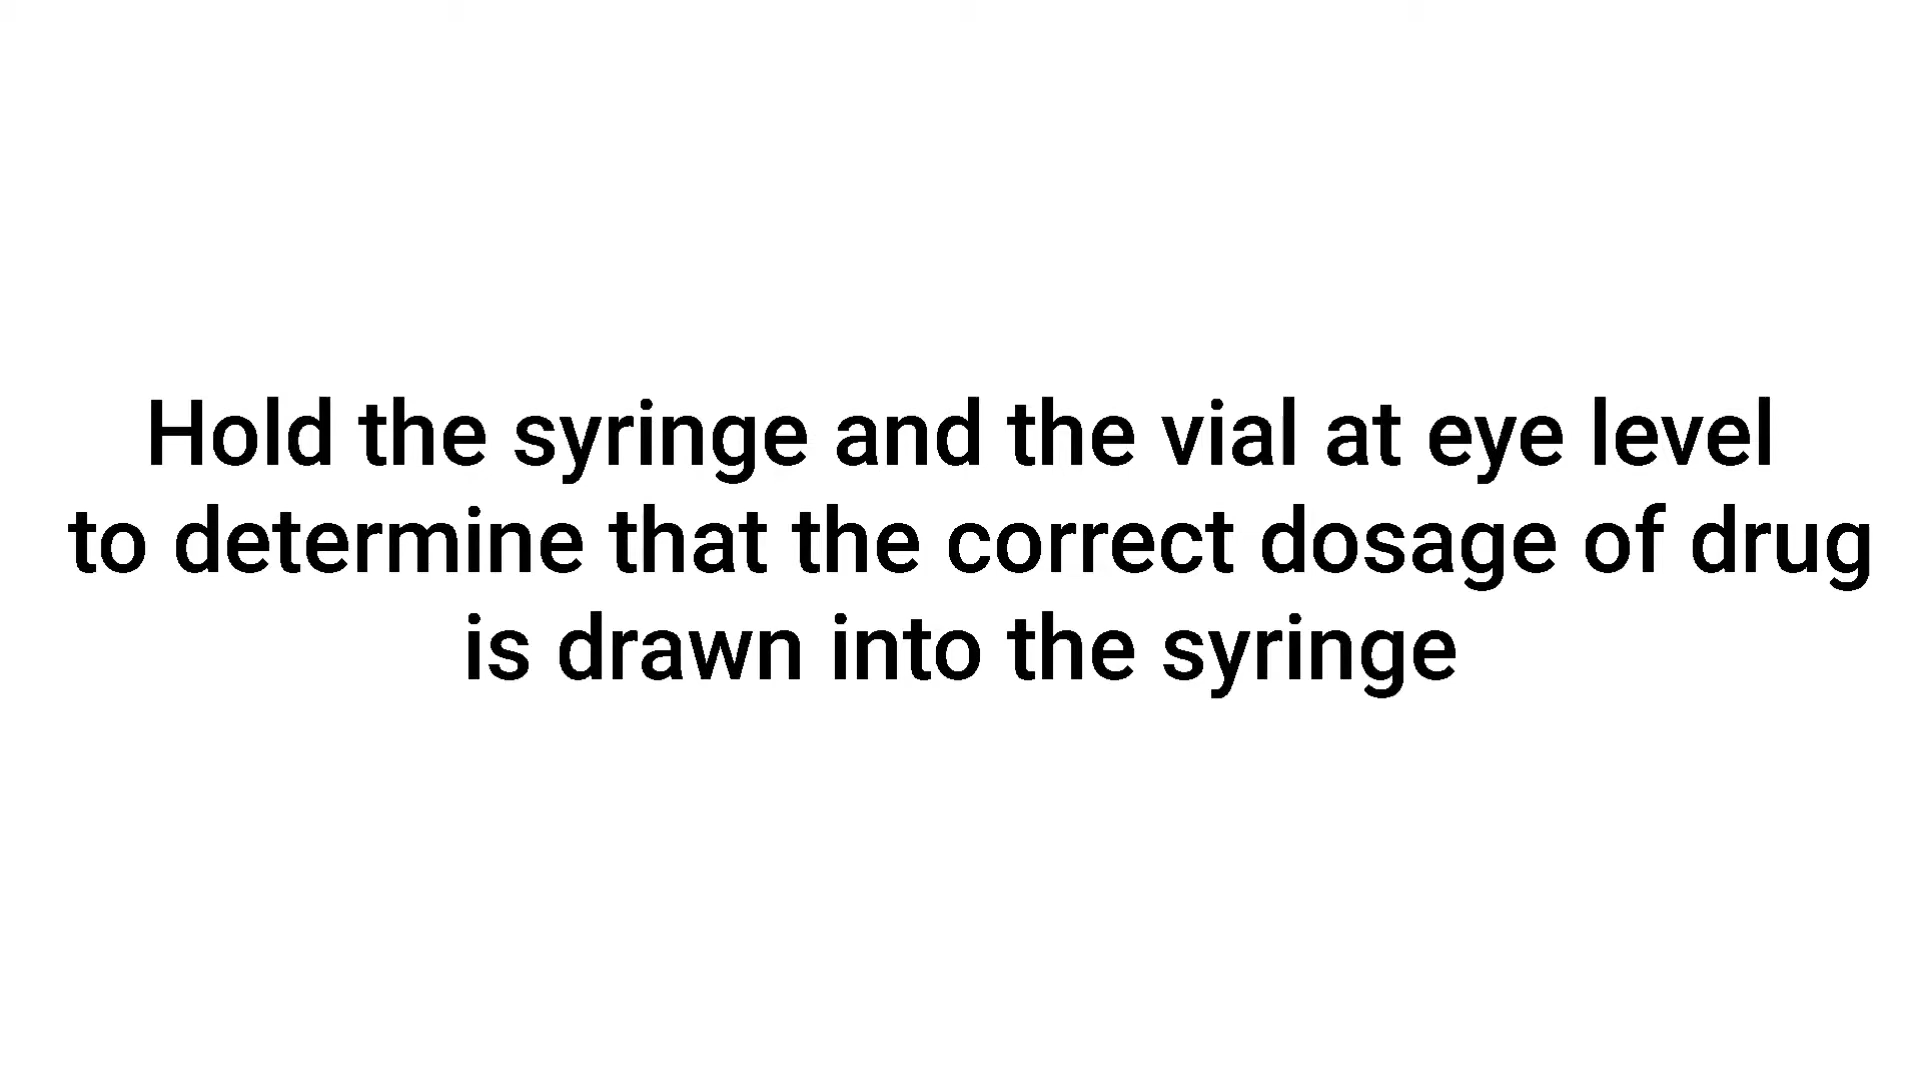 Hold the syringe and the vial at eye level
to determine that the correct dosage of drug
is drawn into the syringe